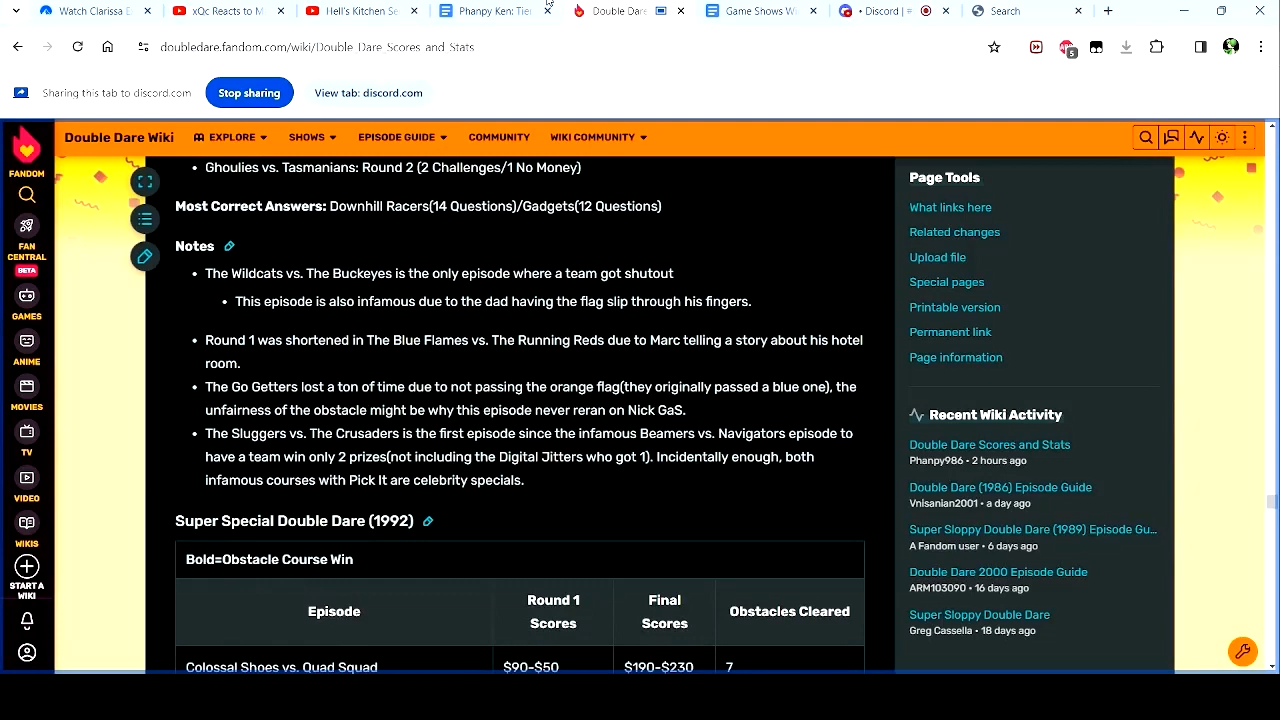 Watch Clarissa E
xQc Reacts to M
Hell's Kitchen Se
Phanpy Ken: Tier
Double Dare
Game Shows W
• Discord | #
Search
doubledare.fandom.com/wiki/Double_Dare_Scores_and_Stats
5
Sharing this tab to discord.com
Stop sharing
View tab: discord.com
Double Dare Wiki
EXPLORE
SHOWS
EPISODE GUIDE
COMMUNITY
WIKI COMMUNITY
FANDOM
FAN CENTRAL
BETA
GAMES
ANIME
MOVIES
TV
VIDEO
WIKIS
START A WIKI
Ghoulies vs. Tasmanians: Round 2 (2 Challenges/1 No Money)
Most Correct Answers: Downhill Racers(14 Questions)/Gadgets(12 Questions)
Notes
The Wildcats vs. The Buckeyes is the only episode where a team got shutout
This episode is also infamous due to the dad having the flag slip through his fingers.
Round 1 was shortened in The Blue Flames vs. The Running Reds due to Marc telling a story about his hotel
room.
The Go Getters lost a ton of time due to not passing the orange flag(they originally passed a blue one), the
unfairness of the obstacle might be why this episode never reran on Nick GaS.
The Sluggers vs. The Crusaders is the first episode since the infamous Beamers vs. Navigators episode to
have a team win only 2 prizes(not including the Digital Jitters who got 1). Incidentally enough, both
infamous courses with Pick It are celebrity specials.
Super Special Double Dare (1992)
Bold=Obstacle Course Win
Episode
Round 1 Scores
Final Scores
Obstacles Cleared
Colossal Shoes vs. Quad Squad
$90-$50
$190-$230
7
Page Tools
What links here
Related changes
Upload file
Special pages
Printable version
Permanent link
Page information
Recent Wiki Activity
Double Dare Scores and Stats
Phanpy986 • 2 hours ago
Double Dare (1986) Episode Guide
Vnisanian2001 • a day ago
Super Sloppy Double Dare (1989) Episode Gu...
A Fandom user • 6 days ago
Double Dare 2000 Episode Guide
ARM103090 • 16 days ago
Super Sloppy Double Dare
Greg Cassella • 18 days ago